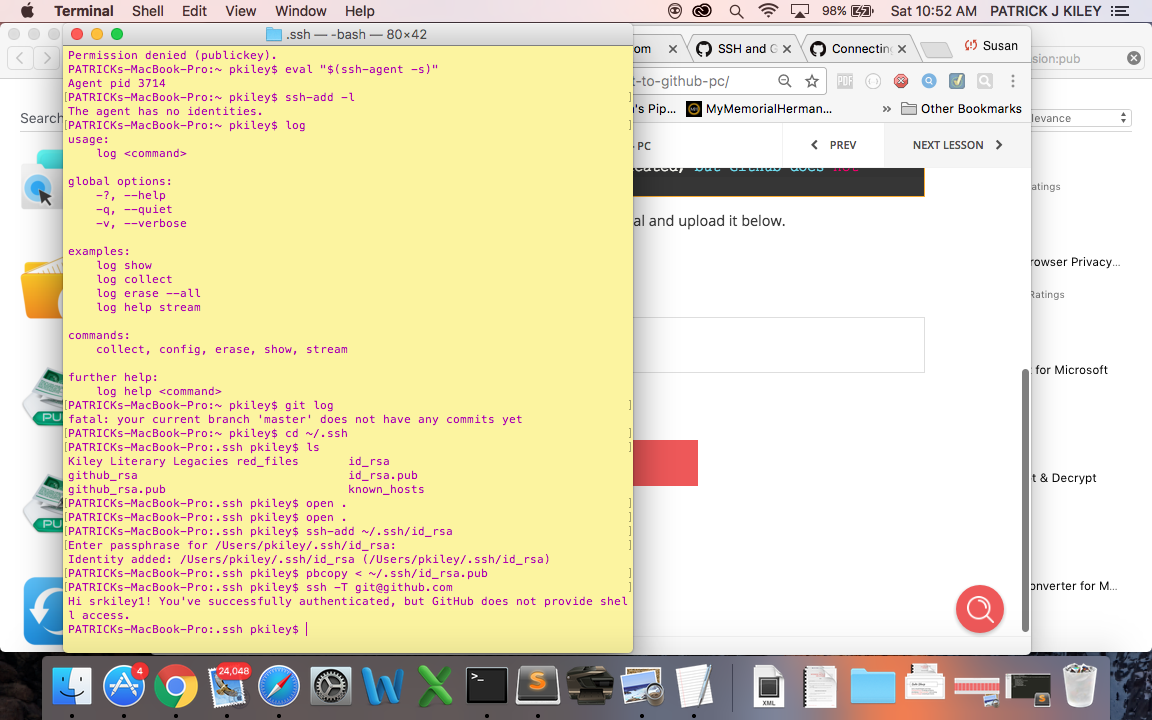 Terminal Shell Edit View Window Help 98% Sat 10:52 AM PATRICK J KILEY
.ssh — -bash — 80×42
Permission denied (publickey).
PATRICKs-MacBook-Pro:~ pkiley$ eval "$(ssh-agent -s)"
Agent pid 3714
[PATRICKs-MacBook-Pro:~ pkiley$ ssh-add -l ]
The agent has no identities.
[PATRICKs-MacBook-Pro:~ pkiley$ log ]
usage:
log <command>
global options:
-?, --help
-q, --quiet
-v, --verbose
examples:
log show
log collect
log erase --all
log help stream
commands:
collect, config, erase, show, stream
further help:
log help <command>
[PATRICKs-MacBook-Pro:~ pkiley$ git log ]
fatal: your current branch 'master' does not have any commits yet
[PATRICKs-MacBook-Pro:~ pkiley$ cd ~/.ssh ]
[PATRICKs-MacBook-Pro:.ssh pkiley$ ls ]
Kiley Literary Legacies red_files id_rsa
github_rsa id_rsa.pub
github_rsa.pub known_hosts
[PATRICKs-MacBook-Pro:.ssh pkiley$ open . ]
[PATRICKs-MacBook-Pro:.ssh pkiley$ open . ]
[PATRICKs-MacBook-Pro:.ssh pkiley$ ssh-add ~/.ssh/id_rsa ]
[Enter passphrase for /Users/pkiley/.ssh/id_rsa: ]
Identity added: /Users/pkiley/.ssh/id_rsa (/Users/pkiley/.ssh/id_rsa)
[PATRICKs-MacBook-Pro:.ssh pkiley$ pbcopy < ~/.ssh/id_rsa.pub ]
[PATRICKs-MacBook-Pro:.ssh pkiley$ ssh -T git@github.com ]
Hi srkiley1! You've successfully authenticated, but GitHub does not provide shel
l access.
PATRICKs-MacBook-Pro:.ssh pkiley$
om SSH and G Connecting Susan
t-to-github-pc/
PDF
's Pip... MyMemorialHerman... » Other Bookmarks
PC PREV NEXT LESSON
cated, but GitHub does not
al and upload it below.
Search
PU
PU
sion:pub
levance
atings
rowser Privacy...
Ratings
for Microsoft
t & Decrypt
onverter for M...
4
24,048
XML